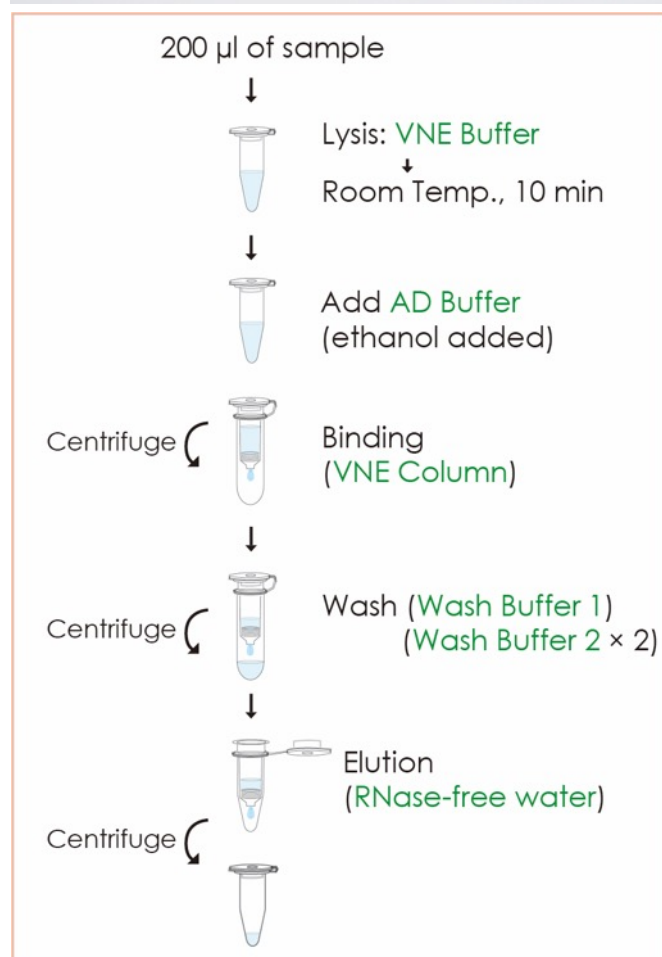 200 µl of sample
Lysis: VNE Buffer
Room Temp., 10 min
Add AD Buffer
(ethanol added)
Centrifuge
Binding
(VNE Column)
Centrifuge
Wash (Wash Buffer 1)
(Wash Buffer 2 × 2)
Elution
(RNase-free water)
Centrifuge